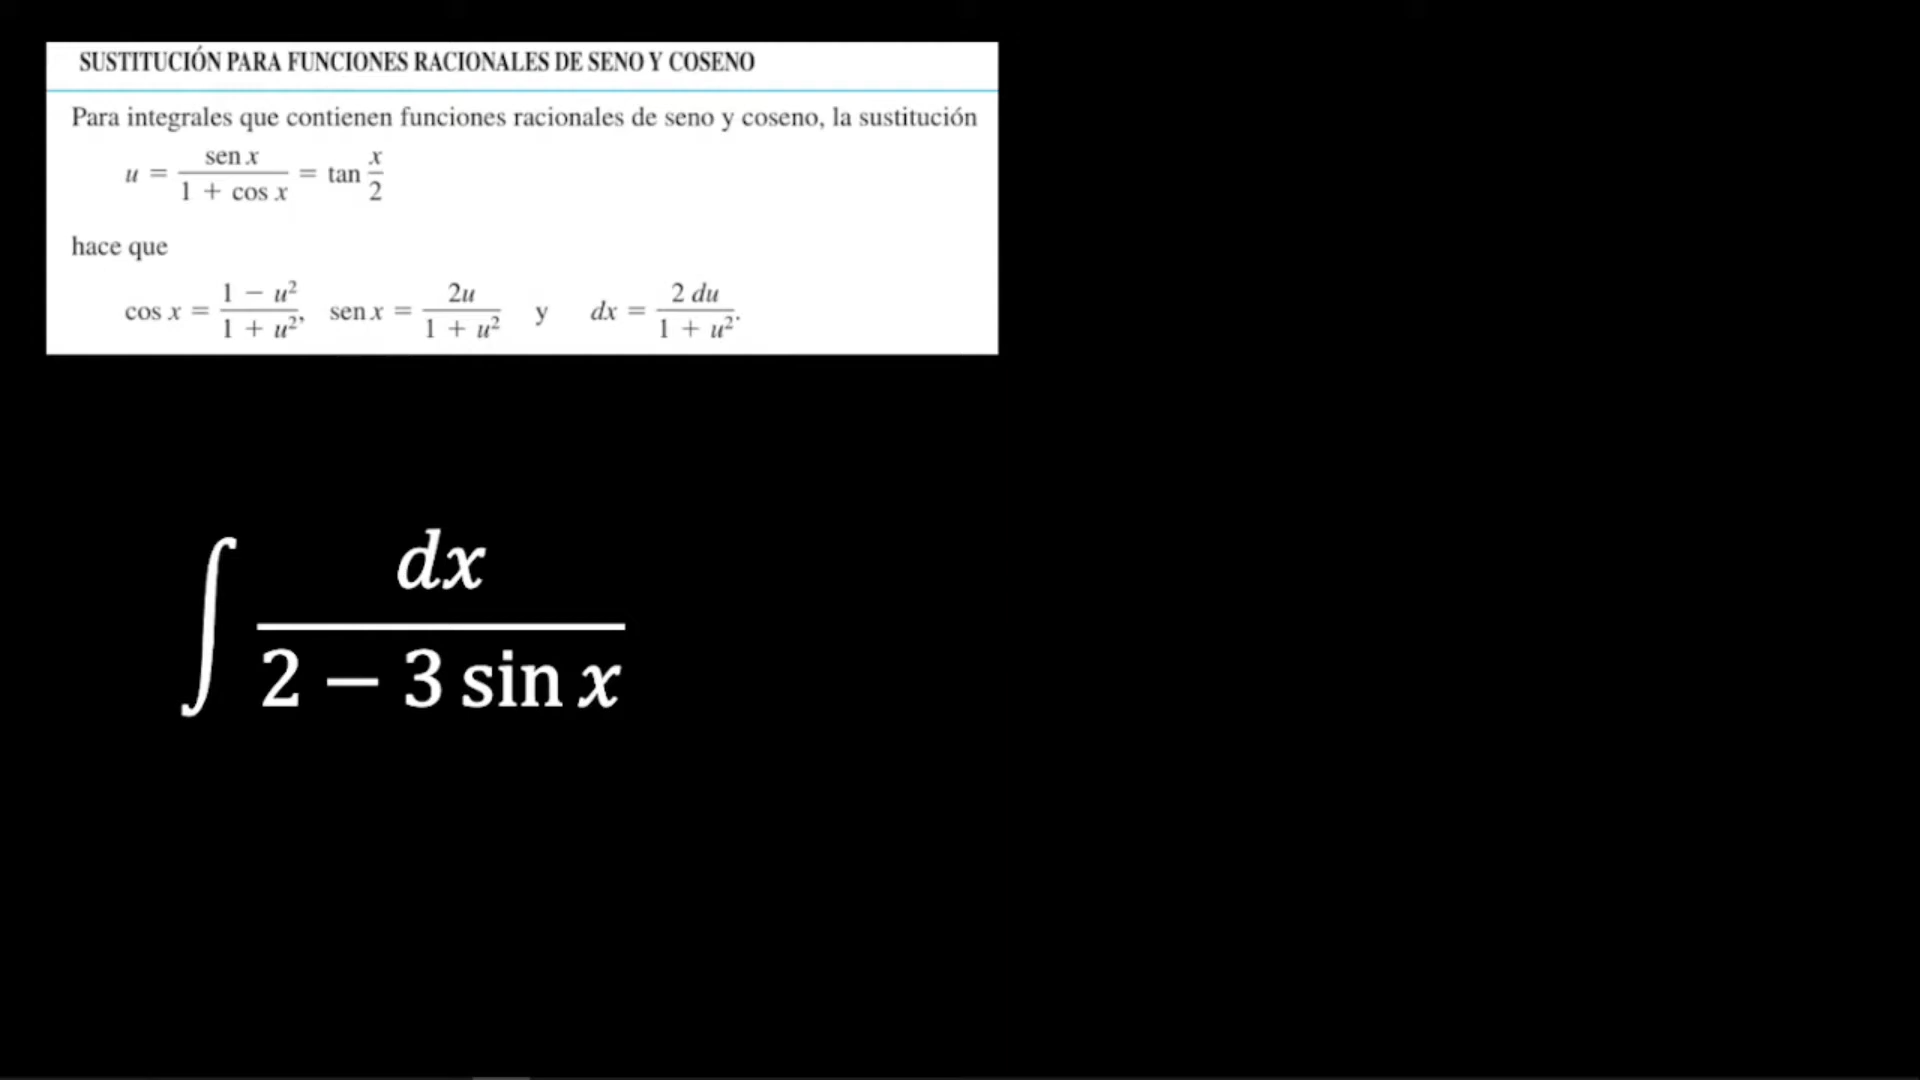 SUSTITUCIÓN PARA FUNCIONES RACIONALES DE SENO Y COSENO
Para integrales que contienen funciones racionales de seno y coseno, la sustitución
u = sen x / (1 + cos x) = tan x/2
hace que
cos x = (1 − u²)/(1 + u²), sen x = 2u/(1 + u²) y dx = 2 du/(1 + u²).
∫ dx / (2 − 3 sin x)